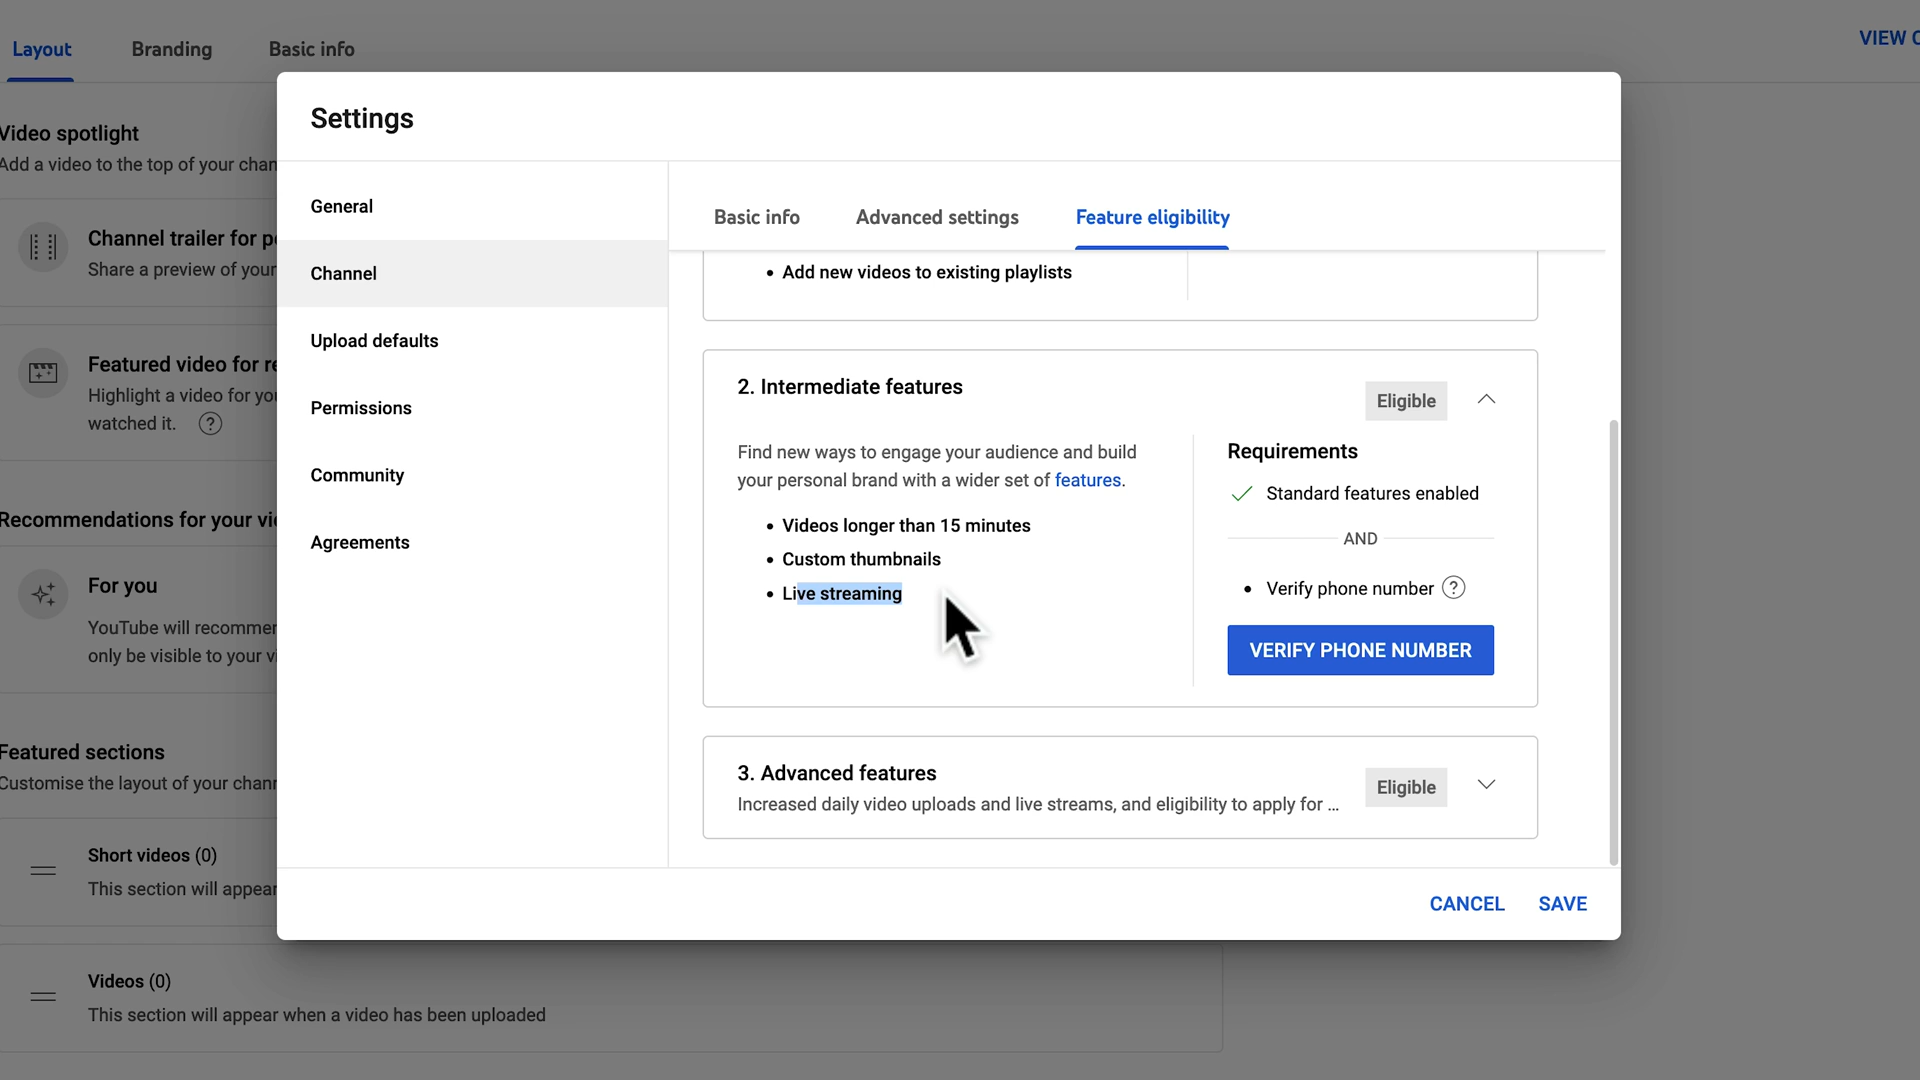 Layout
Branding
Basic info
VIEW C
Video spotlight
Add a video to the top of your chan
Channel trailer for p
Share a preview of your
Featured video for re
Highlight a video for you
watched it. ?
Recommendations for your vie
For you
YouTube will recommen
only be visible to your vi
Featured sections
Customise the layout of your chann
Short videos (0)
This section will appear
Videos (0)
This section will appear when a video has been uploaded
Settings
General
Channel
Upload defaults
Permissions
Community
Agreements
Basic info
Advanced settings
Feature eligibility
• Add new videos to existing playlists
2. Intermediate features
Eligible
Find new ways to engage your audience and build
your personal brand with a wider set of features.
• Videos longer than 15 minutes
• Custom thumbnails
• Live streaming
Requirements
Standard features enabled
AND
• Verify phone number ?
VERIFY PHONE NUMBER
3. Advanced features
Increased daily video uploads and live streams, and eligibility to apply for ...
Eligible
CANCEL
SAVE